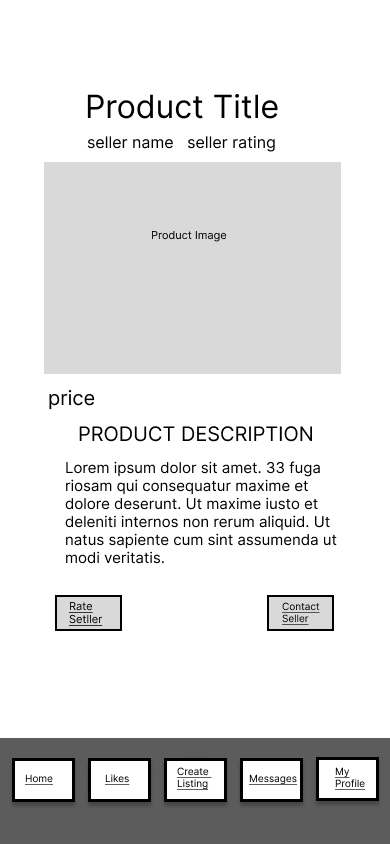 Product Title
seller name seller rating
Product Image
price
PRODUCT DESCRIPTION
Lorem ipsum dolor sit amet. 33 fuga
riosam qui consequatur maxime et
dolore deserunt. Ut maxime iusto et
deleniti internos non rerum aliquid. Ut
natus sapiente cum sint assumenda ut
modi veritatis.
Rate
Setller
Contact
Seller
Home
Likes
Create
Listing
Messages
My
Profile